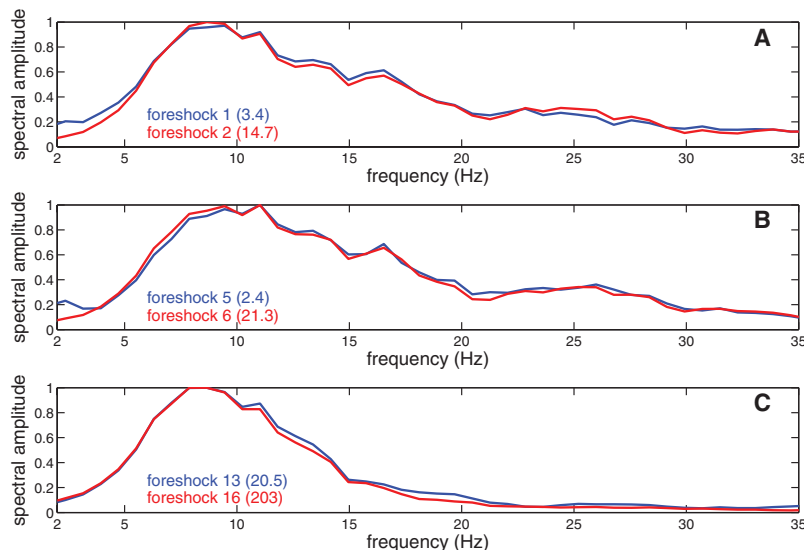 spectral amplitude
1
0.8
0.6
0.4
0.2
0
A
foreshock 1 (3.4)
foreshock 2 (14.7)
2 5 10 15 20 25 30 35
frequency (Hz)
spectral amplitude
1
0.8
0.6
0.4
0.2
0
B
foreshock 5 (2.4)
foreshock 6 (21.3)
2 5 10 15 20 25 30 35
frequency (Hz)
spectral amplitude
1
0.8
0.6
0.4
0.2
0
C
foreshock 13 (20.5)
foreshock 16 (203)
2 5 10 15 20 25 30 35
frequency (Hz)